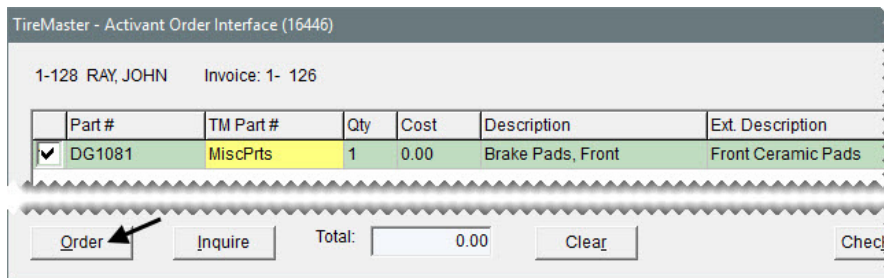 TireMaster - Activant Order Interface (16446)
1-128 RAY, JOHN Invoice: 1- 126
Part # TM Part # Qty Cost Description Ext. Description
DG1081 MiscPrts 1 0.00 Brake Pads, Front Front Ceramic Pads
Order Inquire Total: 0.00 Clear